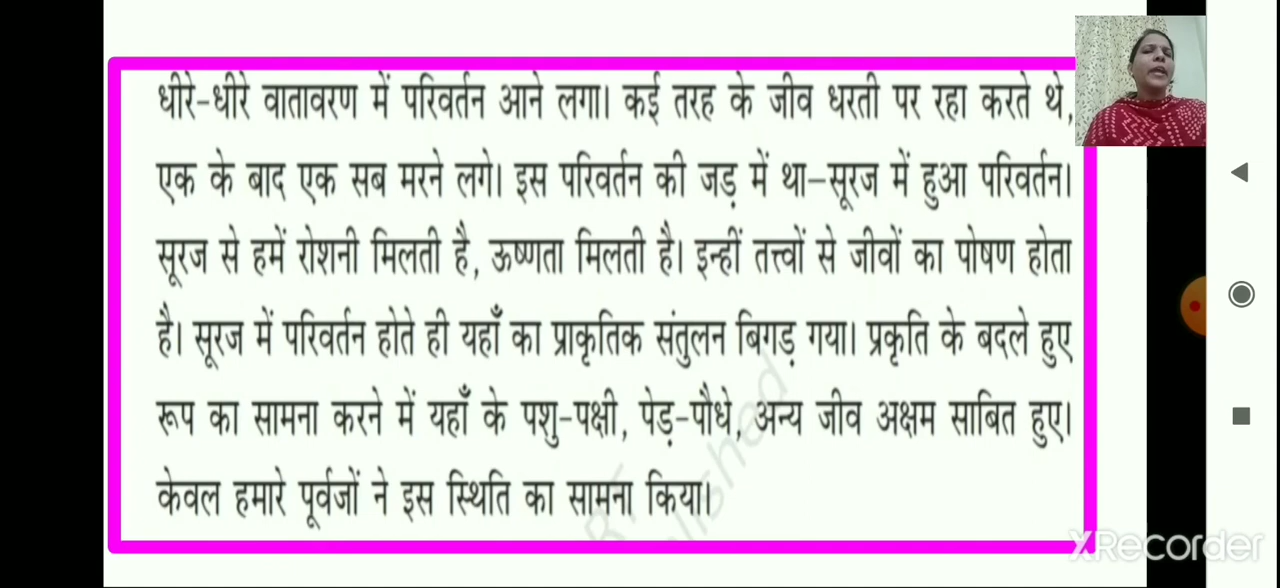 धीरे-धीरे वातावरण में परिवर्तन आने लगा। कई तरह के जीव धरती पर रहा करते थे,
एक के बाद एक सब मरने लगे। इस परिवर्तन की जड़ में था–सूरज में हुआ परिवर्तन।
सूरज से हमें रोशनी मिलती है, ऊष्णता मिलती है। इन्हीं तत्त्वों से जीवों का पोषण होता
है। सूरज में परिवर्तन होते ही यहाँ का प्राकृतिक संतुलन बिगड़ गया। प्रकृति के बदले हुए
रूप का सामना करने में यहाँ के पशु-पक्षी, पेड़-पौधे, अन्य जीव अक्षम साबित हुए।
केवल हमारे पूर्वजों ने इस स्थिति का सामना किया।
XRecorder